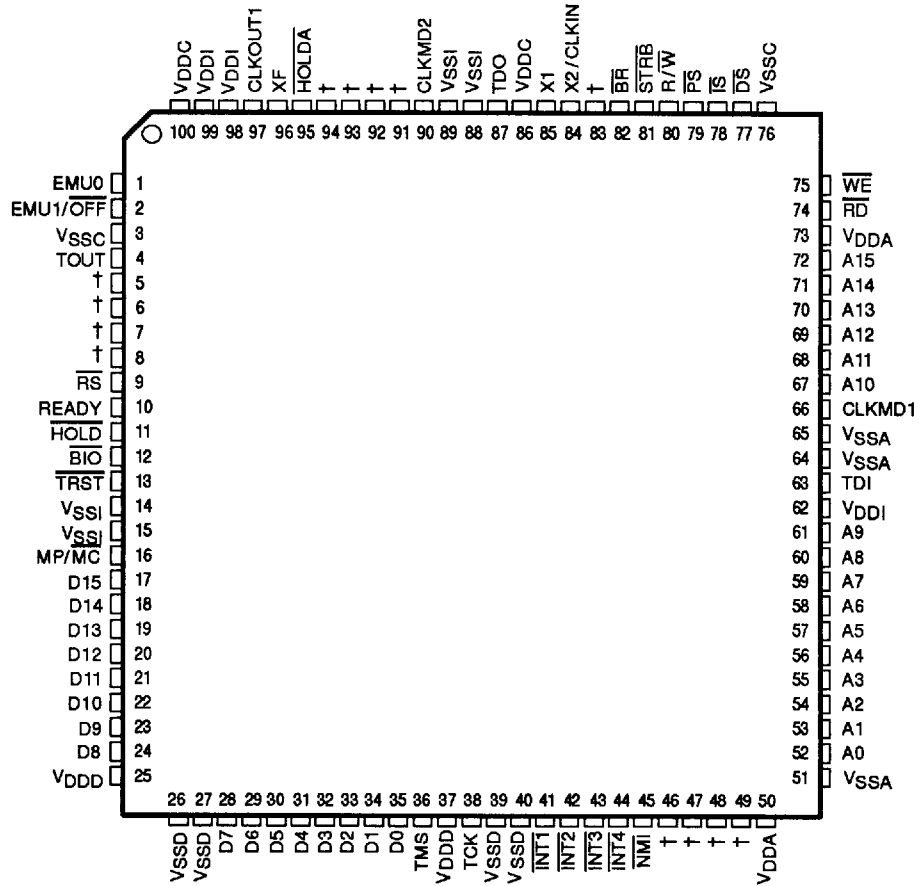 VDDC VDDI VDDI CLKOUT1 XF HOLDA † † † † CLKMD2 VSSI VSSI TDO VDDC X1 X2/CLKIN † BR STRB R/W PS IS DS VSSC
100 99 98 97 96 95 94 93 92 91 90 89 88 87 86 85 84 83 82 81 80 79 78 77 76
EMU0 1
EMU1/OFF 2
VSSC 3
TOUT 4
† 5
† 6
† 7
† 8
RS 9
READY 10
HOLD 11
BIO 12
TRST 13
VSSI 14
VSSI 15
MP/MC 16
D15 17
D14 18
D13 19
D12 20
D11 21
D10 22
D9 23
D8 24
VDDD 25
75 WE
74 RD
73 VDDA
72 A15
71 A14
70 A13
69 A12
68 A11
67 A10
66 CLKMD1
65 VSSA
64 VSSA
63 TDI
62 VDDI
61 A9
60 A8
59 A7
58 A6
57 A5
56 A4
55 A3
54 A2
53 A1
52 A0
51 VSSA
26 27 28 29 30 31 32 33 34 35 36 37 38 39 40 41 42 43 44 45 46 47 48 49 50
VSSD VSSD D7 D6 D5 D4 D3 D2 D1 D0 TMS VDDD TCK VSSD VSSD INT1 INT2 INT3 INT4 NMI † † † † VDDA